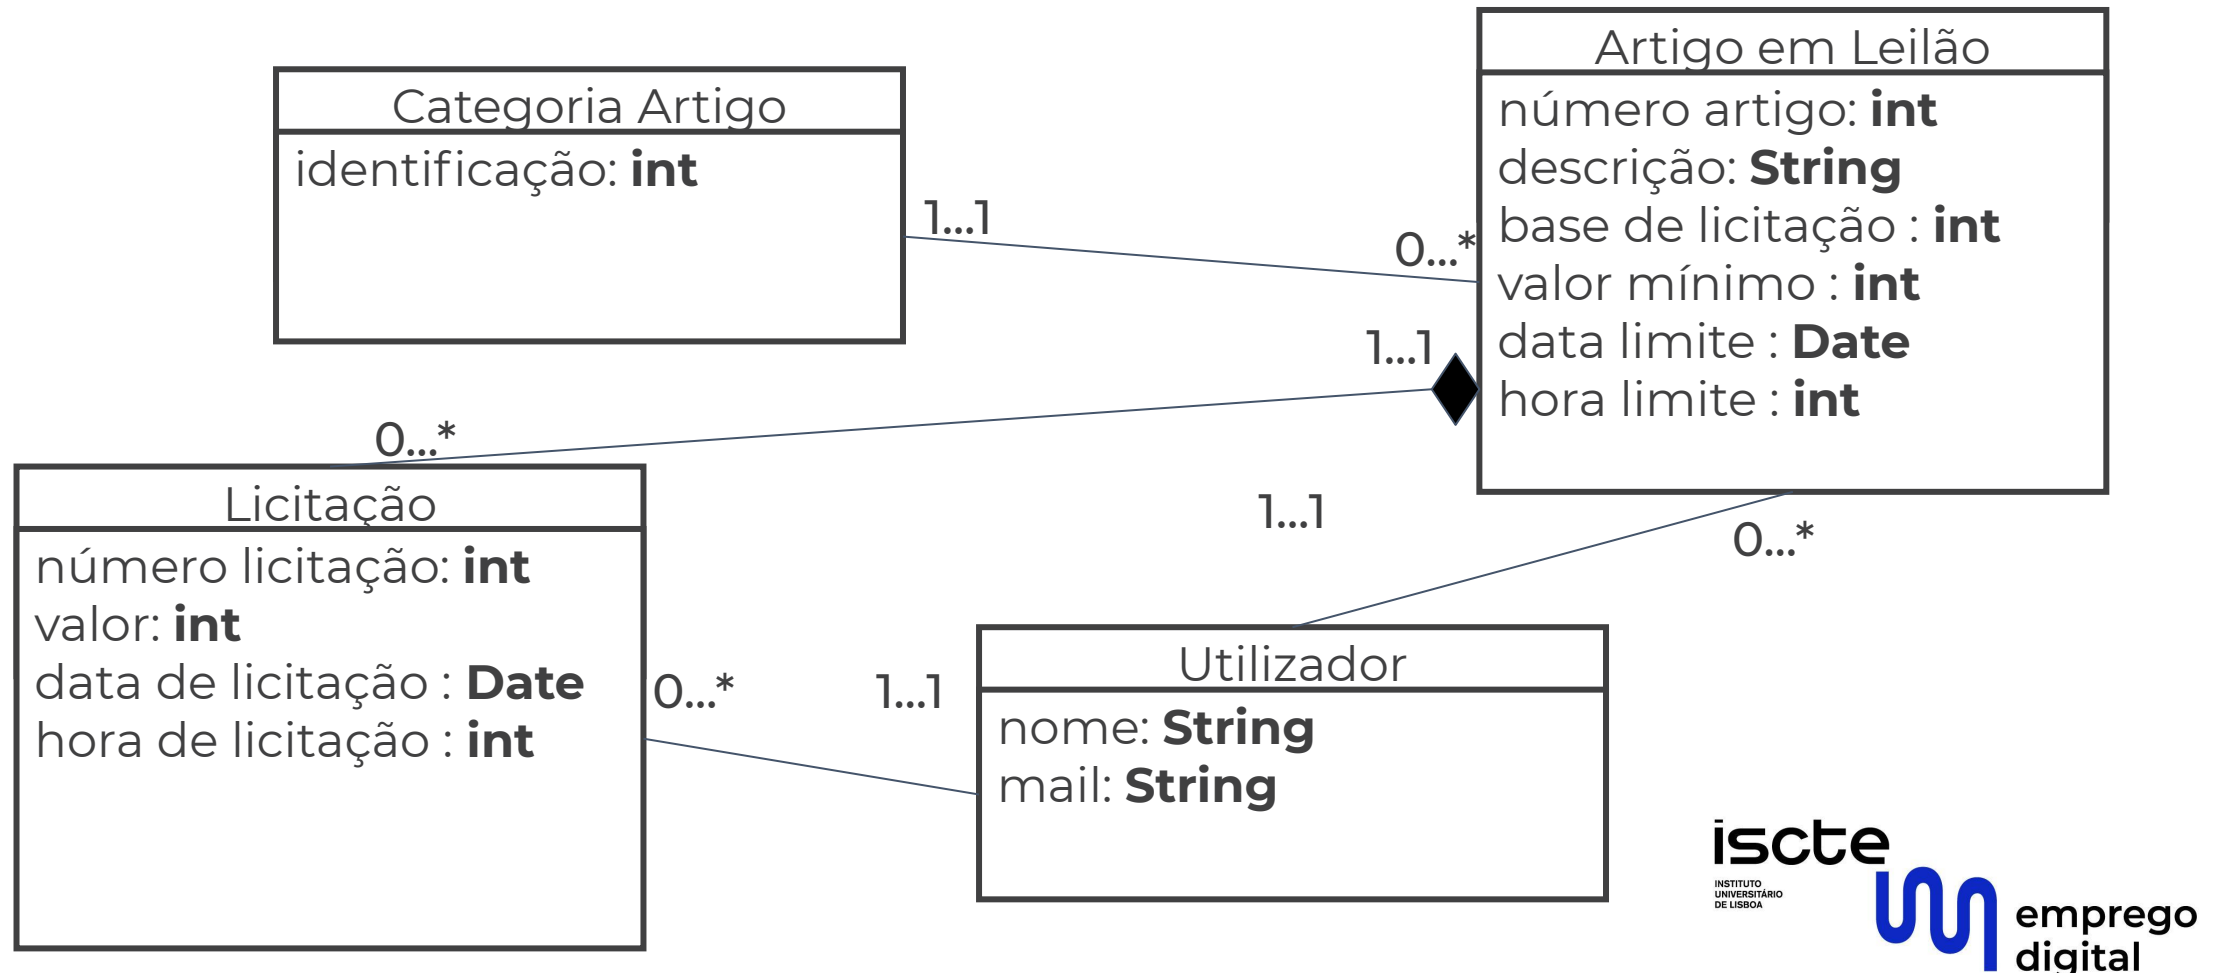 Categoria Artigo
identificação: int
1...1
0...*
Artigo em Leilão
número artigo: int
descrição: String
base de licitação : int
valor mínimo : int
data limite : Date
hora limite : int
1...1
0...*
Licitação
número licitação: int
valor: int
data de licitação : Date
hora de licitação : int
1...1
0...*
0...*
1...1
Utilizador
nome: String
mail: String
iscte
INSTITUTO
UNIVERSITÁRIO
DE LISBOA
emprego
digital